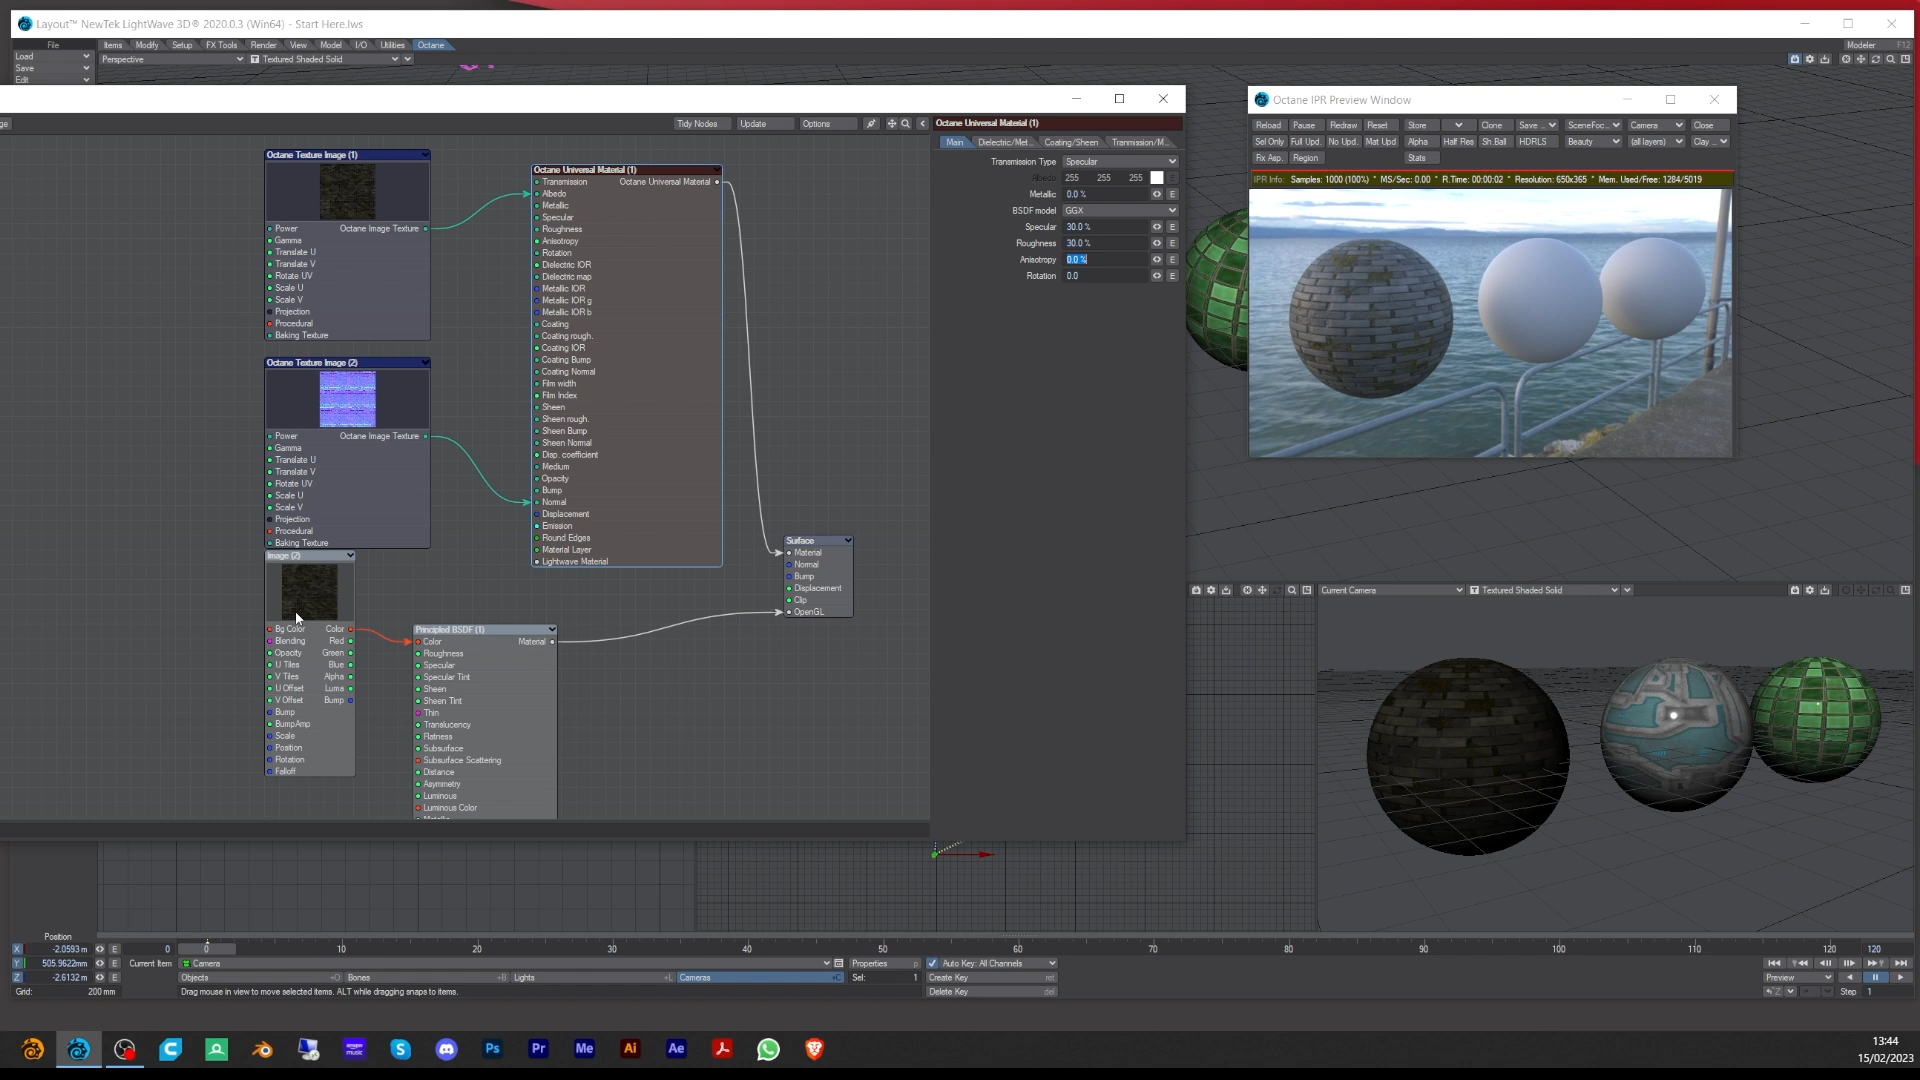 Layout™ NewTek LightWave 3D® 2020.0.3 (Win64) - Start Here.lws
File Items Modify Setup FX Tools Render View Model I/O Utilities Octane Modeler F12
Load Perspective Textured Shaded Solid
Save
Edit
Tidy Nodes Update Options
Octane Texture Image (1)
Power Octane Image Texture
Gamma
Translate U
Translate V
Rotate UV
Scale U
Scale V
Projection
Procedural
Baking Texture
Octane Texture Image (2)
Power Octane Image Texture
Gamma
Translate U
Translate V
Rotate UV
Scale U
Scale V
Projection
Procedural
Baking Texture
Image (2)
Bg Color Color
Blending Red
Opacity Green
U Tiles Blue
V Tiles Alpha
U Offset Luma
V Offset Bump
Bump
BumpAmp
Scale
Position
Rotation
Falloff
Octane Universal Material (1)
Transmission Octane Universal Material
Albedo
Metallic
Specular
Roughness
Anisotropy
Rotation
Dielectric IOR
Dielectric map
Metallic IOR
Metallic IOR g
Metallic IOR b
Coating
Coating rough.
Coating IOR
Coating Bump
Coating Normal
Film width
Film Index
Sheen
Sheen rough.
Sheen Bump
Sheen Normal
Disp. coefficient
Medium
Opacity
Bump
Normal
Displacement
Emission
Round Edges
Material Layer
Lightwave Material
Principled BSDF (1)
Color Material
Roughness
Specular
Specular Tint
Sheen
Sheen Tint
Thin
Translucency
Flatness
Subsurface
Subsurface Scattering
Distance
Asymmetry
Luminous
Luminous Color
Surface
Material
Normal
Bump
Displacement
Clip
OpenGL
Octane Universal Material (1)
Main Dielectric/Met... Coating/Sheen Tranmission/M...
Transmission Type Specular
Albedo 255 255 255 E
Metallic 0.0 % E
BSDF model GGX
Specular 30.0 % E
Roughness 30.0 % E
Anisotropy 0.0 % E
Rotation 0.0 E
Octane IPR Preview Window
Reload Pause Redraw Reset Store Clone Save ... SceneFoc... Camera Close
Sel Only Full Upd. No Upd. Mat Upd Alpha Half Res Sh.Ball HDRLS Beauty (all layers) Clay ...
Fix Asp. Region Stats
IPR Info: Samples: 1000 (100%) * MS/Sec: 0.00 * R.Time: 00:00:02 * Resolution: 650x365 * Mem. Used/Free: 1284/5019
Current Camera Textured Shaded Solid
Position
X -2.0593 m E 0 0 10 20 30 40 50 60 70 80 90 100 110 120 120
Y 505.9622mm E Current Item Camera Properties p Auto Key: All Channels
Z -2.6132 m E Objects +O Bones +B Lights +L Cameras +C Sel: 1 Create Key ret Preview
Grid: 200 mm Drag mouse in view to move selected items. ALT while dragging snaps to items. Delete Key del Step 1
amazon music
Ps Pr Me Ai Ae
13:44
15/02/2023